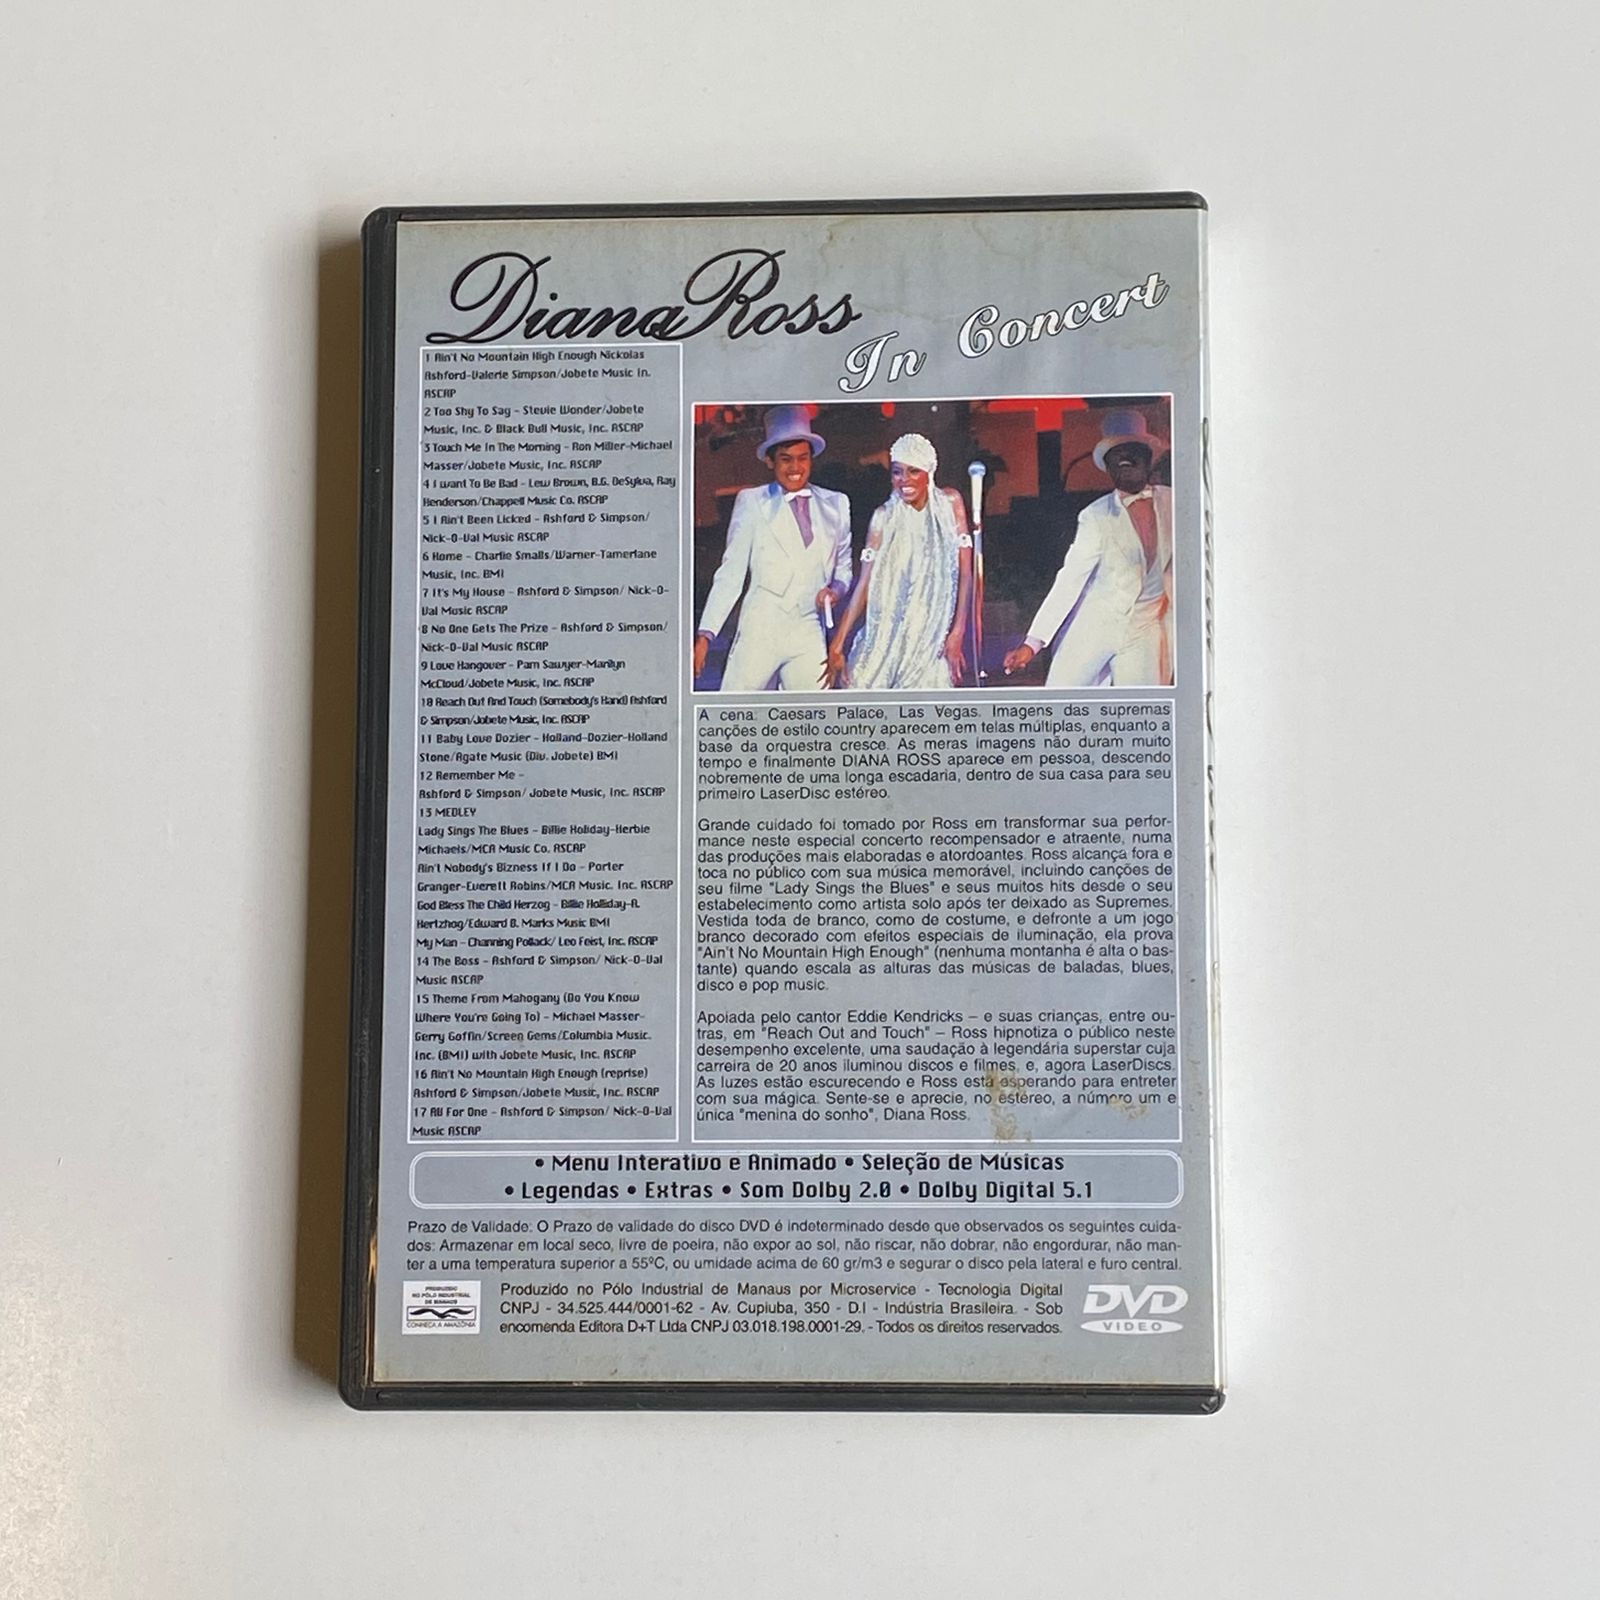 Diana Ross
In Concert
1 Ain't No Mountain High Enough Nickolas
Ashford-Valerie Simpson/Jobete Music In.
ASCAP
2 Too Shy To Say - Stevie Wonder/Jobete
Music, Inc. & Black Bull Music, Inc. ASCAP
3 Touch Me In The Morning - Ron Miller-Michael
Masser/Jobete Music, Inc. ASCAP
4 I want To Be Bad - Lew Brown, B.G. DeSylva, Ray
Henderson/Chappell Music Co. ASCAP
5 I Ain't Been Licked - Ashford & Simpson/
Nick-O-Val Music ASCAP
6 Home - Charlie Smalls/Warner-Tamerlane
Music, Inc. BMI
7 It's My House - Ashford & Simpson/ Nick-O-
Val Music ASCAP
8 No One Gets The Prize - Ashford & Simpson/
Nick-O-Val Music ASCAP
9 Love Hangover - Pam Sawyer-Marilyn
McCloud/Jobete Music, Inc. ASCAP
10 Reach Out And Touch (Somebody's Hand) Ashford
& Simpson/Jobete Music, Inc. ASCAP
11 Baby Love Dozier - Holland-Dozier-Holland
Stone/Agate Music (Div. Jobete) BMI
12 Remember Me -
Ashford & Simpson/ Jobete Music, Inc. ASCAP
13 MEDLEY
Lady Sings The Blues - Billie Holiday-Herbie
Michaels/MCA Music Co. ASCAP
Ain't Nobody's Bizness If I Do - Porter
Granger-Everett Robins/MCA Music. Inc. ASCAP
God Bless The Child Herzog - Billie Holliday-A.
Hertzhog/Edward B. Marks Music BMI
My Man - Channing Pollack/ Leo Feist, Inc. ASCAP
14 The Boss - Ashford & Simpson/ Nick-O-Val
Music ASCAP
15 Theme From Mahogany (Do You Know
Where You're Going To) - Michael Masser-
Gerry Goffin/Screen Gems/Columbia Music.
Inc. (BMI) with Jobete Music, Inc. ASCAP
16 Ain't No Mountain High Enough (reprise)
Ashford & Simpson/Jobete Music, Inc. ASCAP
17 All For One - Ashford & Simpson/ Nick-O-Val
Music ASCAP
A cena: Caesars Palace, Las Vegas. Imagens das supremas
canções de estilo country aparecem em telas múltiplas, enquanto a
base da orquestra cresce. As meras imagens não duram muito
tempo e finalmente DIANA ROSS aparece em pessoa, descendo
nobremente de uma longa escadaria, dentro de sua casa para seu
primeiro LaserDisc estéreo.
Grande cuidado foi tomado por Ross em transformar sua perfor-
mance neste especial concerto recompensador e atraente, numa
das produções mais elaboradas e atordoantes. Ross alcança fora e
toca no público com sua música memorável, incluindo canções de
seu filme "Lady Sings the Blues" e seus muitos hits desde o seu
estabelecimento como artista solo após ter deixado as Supremes.
Vestida toda de branco, como de costume, e defronte a um jogo
branco decorado com efeitos especiais de iluminação, ela prova
"Ain't No Mountain High Enough" (nenhuma montanha é alta o bas-
tante) quando escala as alturas das músicas de baladas, blues,
disco e pop music.
Apoiada pelo cantor Eddie Kendricks – e suas crianças, entre ou-
tras, em "Reach Out and Touch" – Ross hipnotiza o público neste
desempenho excelente, uma saudação à legendária superstar cuja
carreira de 20 anos iluminou discos e filmes, e, agora LaserDiscs.
As luzes estão escurecendo e Ross está esperando para entreter
com sua mágica. Sente-se e aprecie, no estéreo, a número um e
única "menina do sonho", Diana Ross.
• Menu Interativo e Animado • Seleção de Músicas
• Legendas • Extras • Som Dolby 2.0 • Dolby Digital 5.1
Prazo de Validade: O Prazo de validade do disco DVD é indeterminado desde que observados os seguintes cuida-
dos: Armazenar em local seco, livre de poeira, não expor ao sol, não riscar, não dobrar, não engordurar, não man-
ter a uma temperatura superior a 55ºC, ou umidade acima de 60 gr/m3 e segurar o disco pela lateral e furo central.
PRODUZIDO
NO PÓLO INDUSTRIAL
DE MANAUS
CONHEÇA A AMAZÔNIA
Produzido no Pólo Industrial de Manaus por Microservice - Tecnologia Digital
CNPJ - 34.525.444/0001-62 - Av. Cupiuba, 350 - D.I - Indústria Brasileira. - Sob
encomenda Editora D+T Ltda CNPJ 03.018.198.0001-29. - Todos os direitos reservados.
DVD
VIDEO